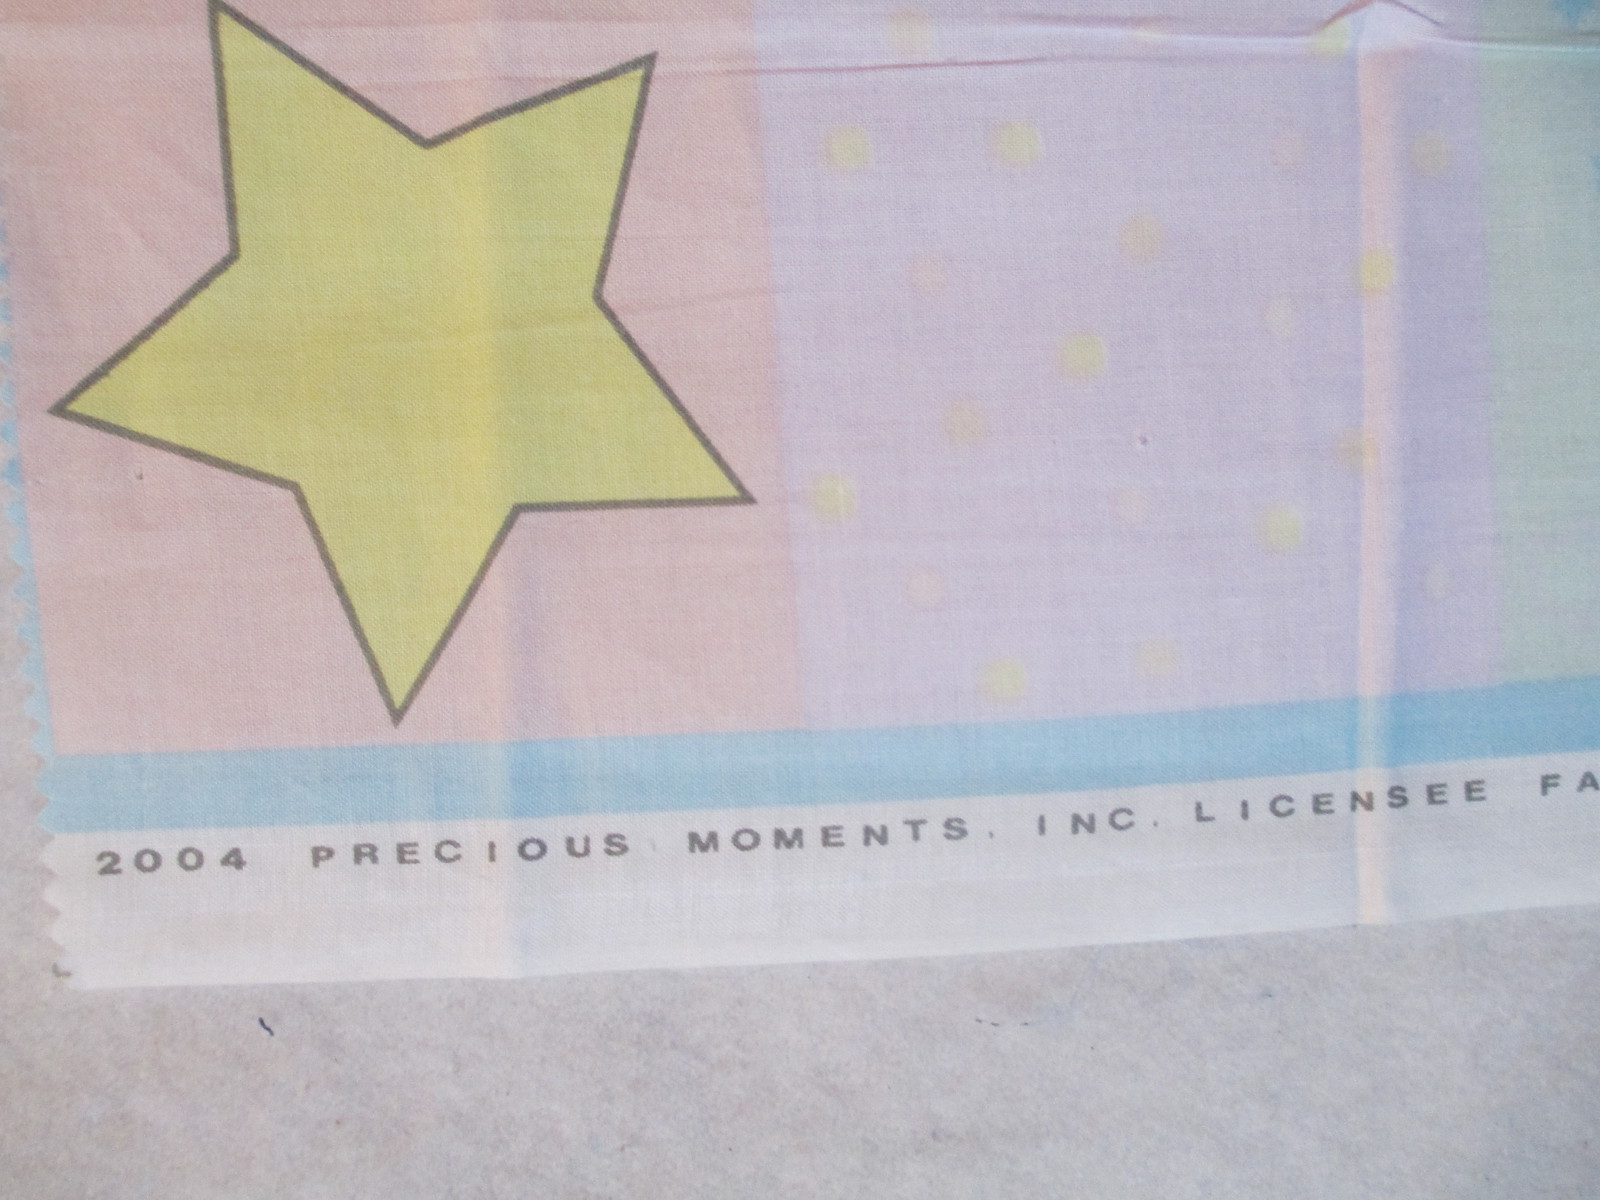 2004 PRECIOUS MOMENTS, INC. LICENSEE FA